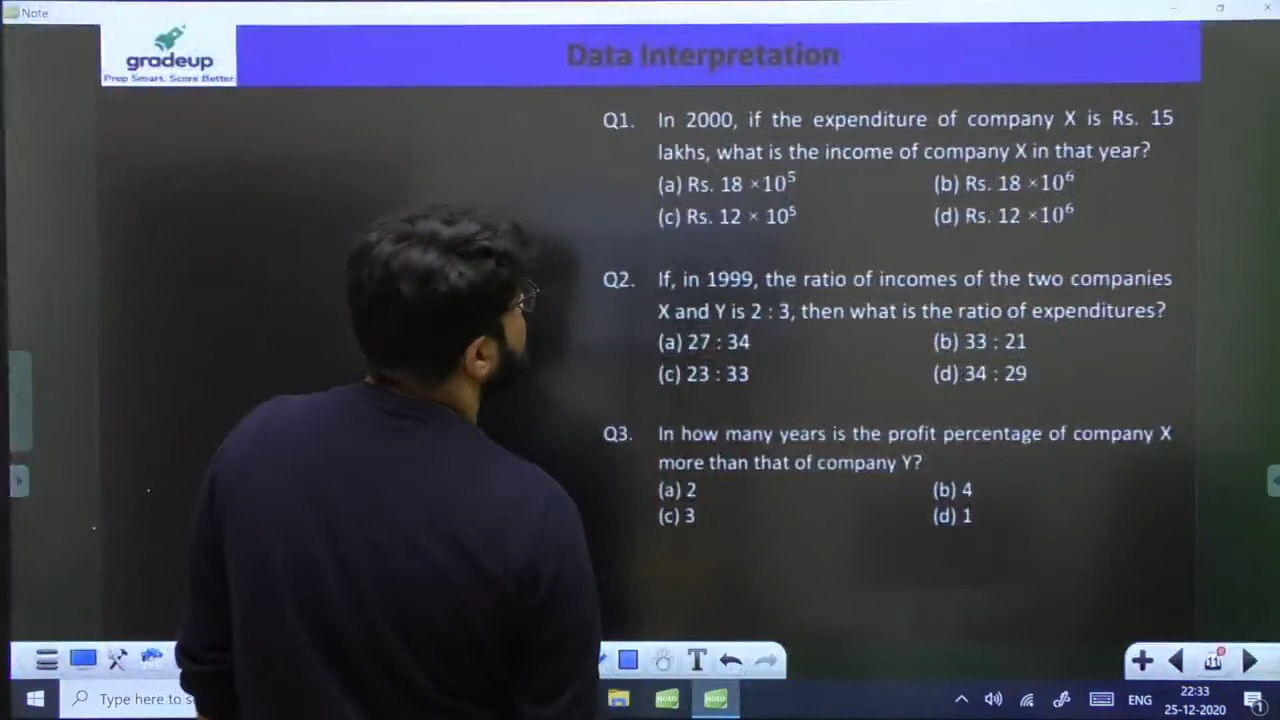 Note
gradeup
Prep Smart. Score Better.
Data Interpretation
Q1. In 2000, if the expenditure of company X is Rs. 15
lakhs, what is the income of company X in that year?
(a) Rs. 18 ×10⁵ (b) Rs. 18 ×10⁶
(c) Rs. 12 × 10⁵ (d) Rs. 12 ×10⁶
Q2. If, in 1999, the ratio of incomes of the two companies
X and Y is 2 : 3, then what is the ratio of expenditures?
(a) 27 : 34 (b) 33 : 21
(c) 23 : 33 (d) 34 : 29
Q3. In how many years is the profit percentage of company X
more than that of company Y?
(a) 2 (b) 4
(c) 3 (d) 1
T
11
Type here to s
Note
Note
ENG
22:33
25-12-2020
1